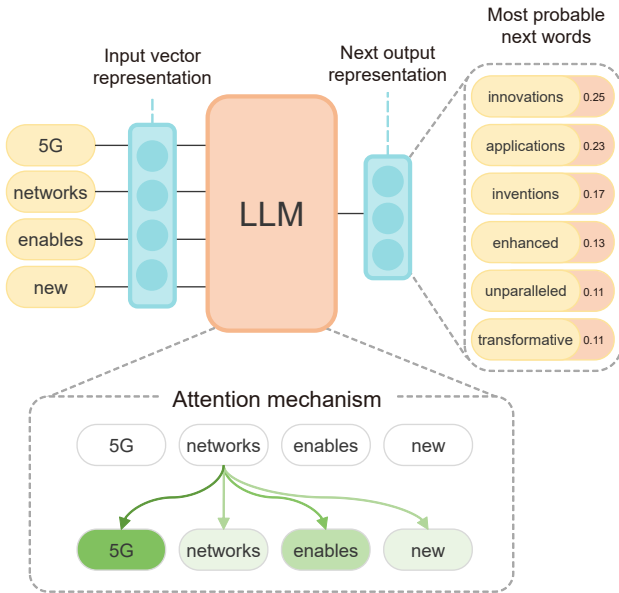 Most probable
next words
Input vector
representation
Next output
representation
innovations 0.25
5G
applications 0.23
networks
LLM
inventions 0.17
enables
enhanced 0.13
new
unparalleled 0.11
transformative 0.11
Attention mechanism
5G networks enables new
5G networks enables new